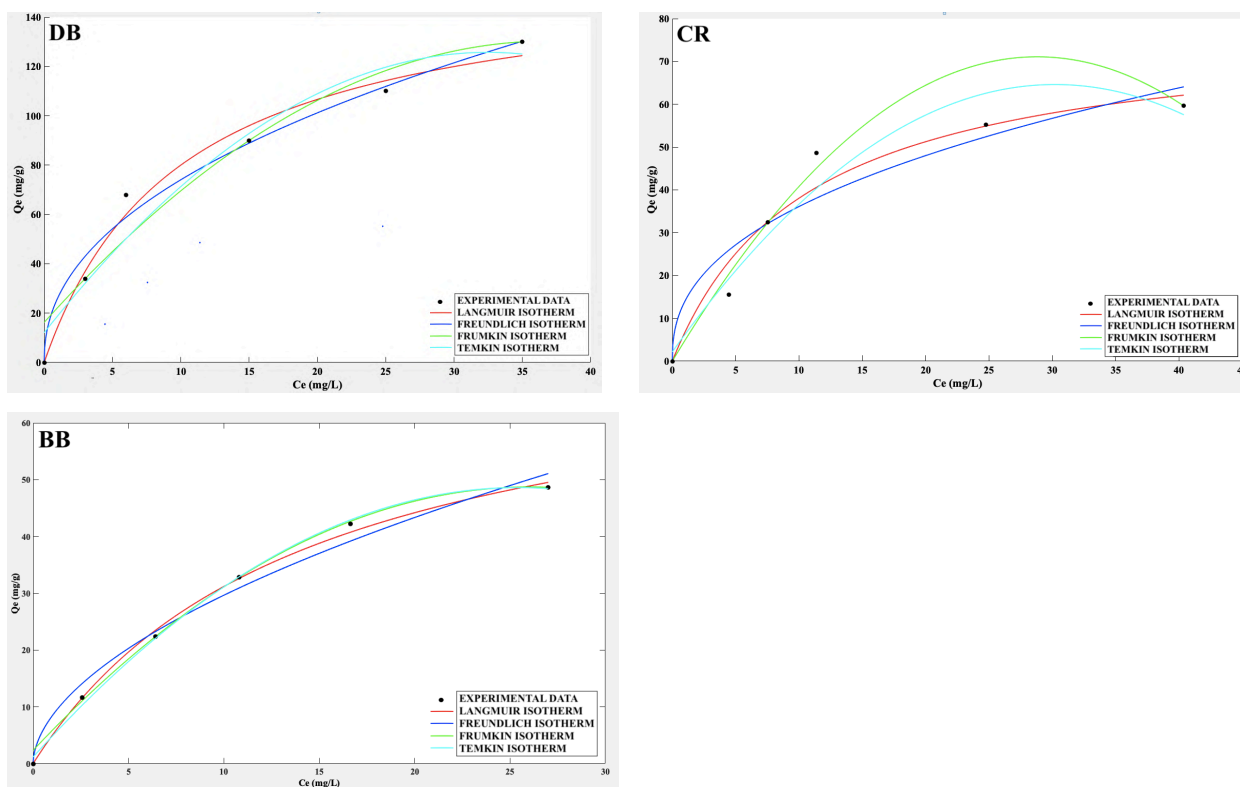 DB
140
120
100
80
60
40
20
0
Qe (mg/g)
EXPERIMENTAL DATA
LANGMUIR ISOTHERM
FREUNDLICH ISOTHERM
FRUMKIN ISOTHERM
TEMKIN ISOTHERM
0 5 10 15 20 25 30 35 40
Ce (mg/L)
CR
80
70
60
50
40
30
20
10
0
Qe (mg/g)
EXPERIMENTAL DATA
LANGMUIR ISOTHERM
FREUNDLICH ISOTHERM
FRUMKIN ISOTHERM
TEMKIN ISOTHERM
0 5 10 15 20 25 30 35 40
Ce (mg/L)
BB
60
50
40
30
20
10
0
Qe (mg/g)
EXPERIMENTAL DATA
LANGMUIR ISOTHERM
FREUNDLICH ISOTHERM
FRUMKIN ISOTHERM
TEMKIN ISOTHERM
0 5 10 15 20 25 30
Ce (mg/L)